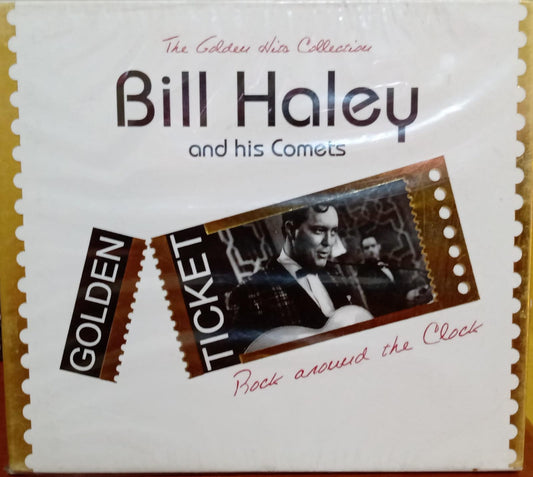 The Golden Hits Collection
Bill Haley
and his Comets
GOLDEN
TICKET
Rock around the Clock